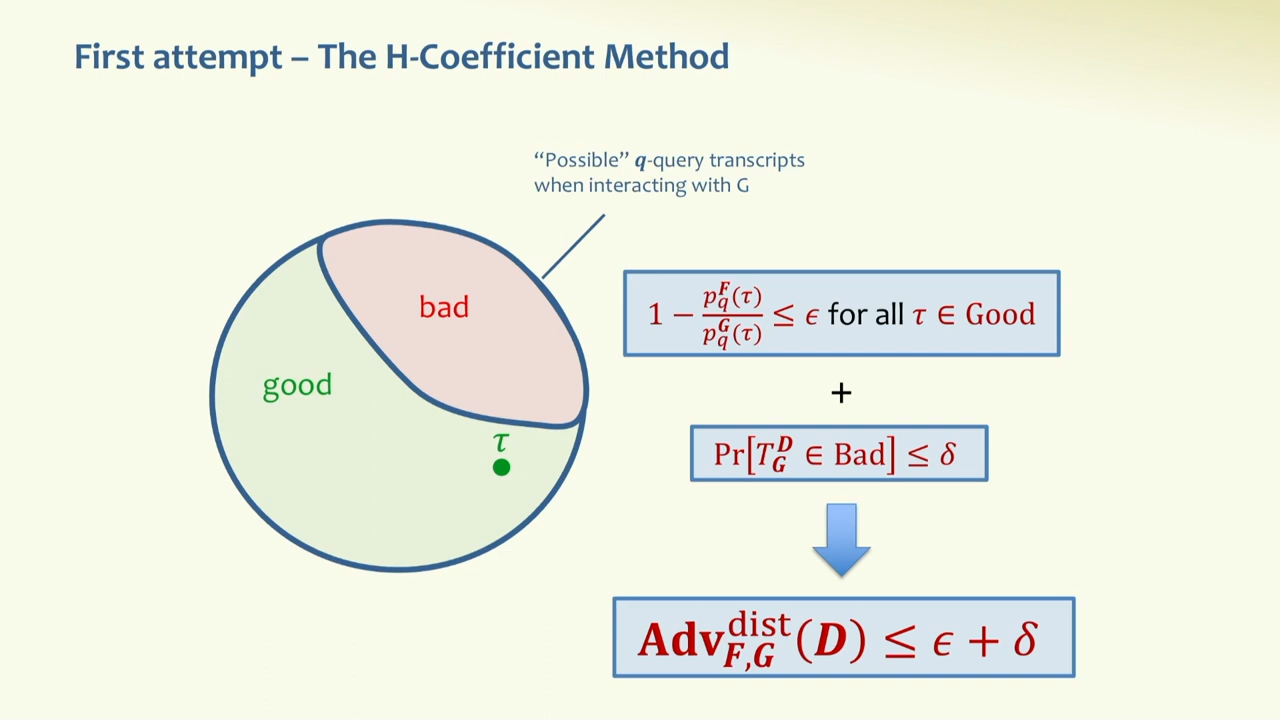 First attempt – The H-Coefficient Method
“Possible” q-query transcripts
when interacting with G
bad
good
τ
1 − p_q^F(τ) / p_q^G(τ) ≤ ϵ for all τ ∈ Good
+
Pr[T_G^D ∈ Bad] ≤ δ
Adv_{F,G}^{dist}(D) ≤ ϵ + δ